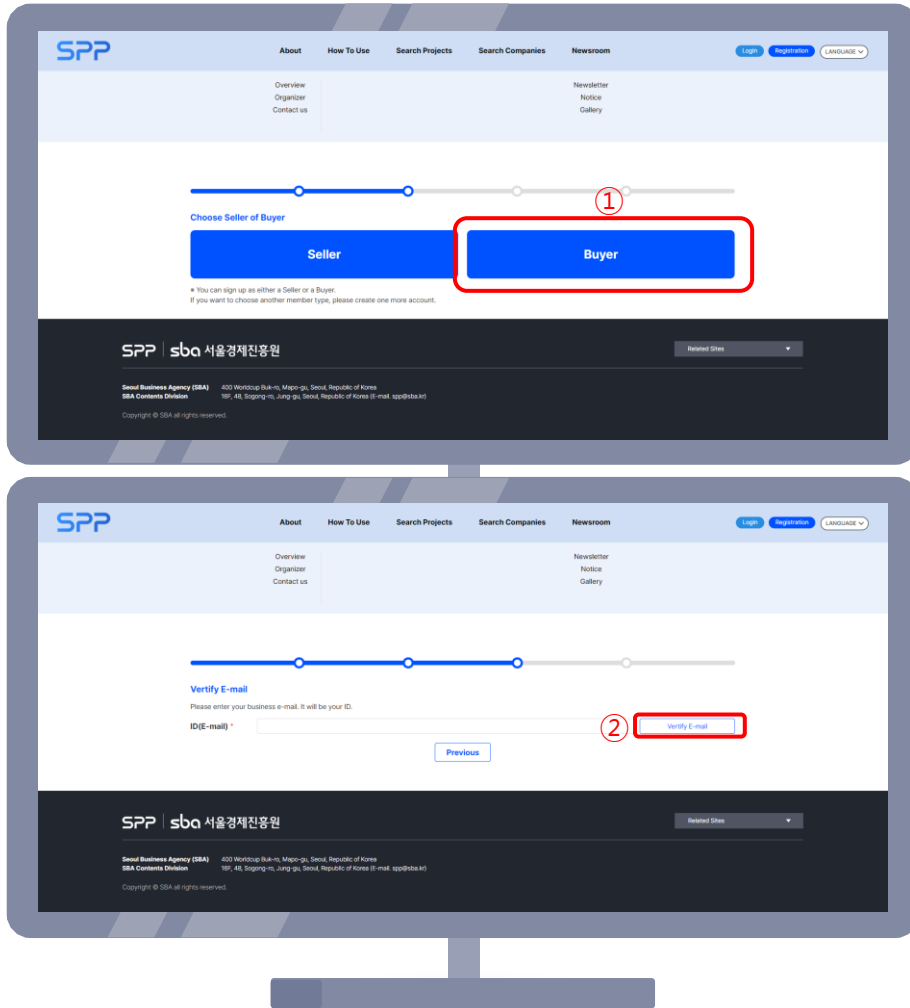 SPP
About How To Use Search Projects Search Companies Newsroom
Login Registration LANGUAGE
Overview
Organizer
Contact us
Newsletter
Notice
Gallery
①
Choose Seller of Buyer
Seller
Buyer
* You can sign up as either a Seller or a Buyer.
If you want to choose another member type, please create one more account.
SPP sba 서울경제진흥원
Related Sites
Seoul Business Agency (SBA) 400 Worldcup Buk-ro, Mapo-gu, Seoul, Republic of Korea
SBA Contents Division 16F, 48, Sogong-ro, Jung-gu, Seoul, Republic of Korea (E-mail. spp@sba.kr)
Copyright © SBA all rights reserved.
SPP
About How To Use Search Projects Search Companies Newsroom
Login Registration LANGUAGE
Overview
Organizer
Contact us
Newsletter
Notice
Gallery
Vertify E-mail
Please enter your business e-mail. It will be your ID.
ID(E-mail) *
②
Vertify E-mail
Previous
SPP sba 서울경제진흥원
Related Sites
Seoul Business Agency (SBA) 400 Worldcup Buk-ro, Mapo-gu, Seoul, Republic of Korea
SBA Contents Division 16F, 48, Sogong-ro, Jung-gu, Seoul, Republic of Korea (E-mail. spp@sba.kr)
Copyright © SBA all rights reserved.